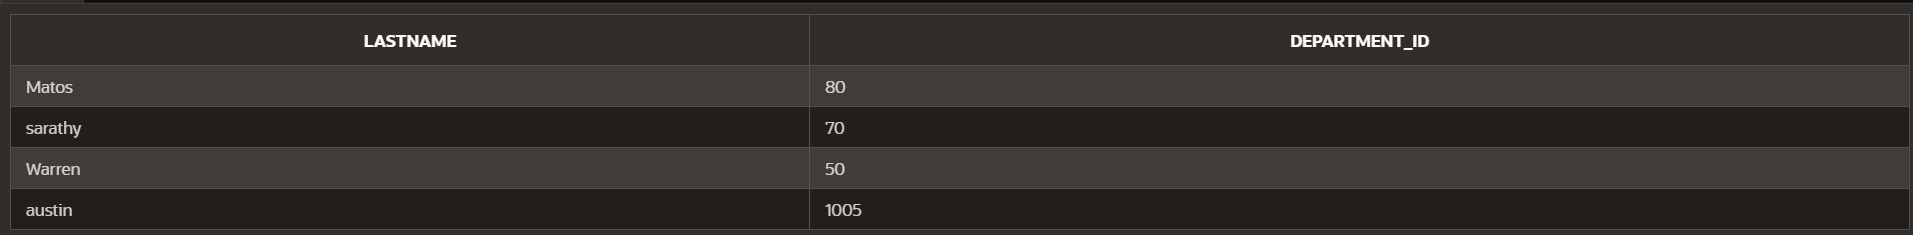 LASTNAME DEPARTMENT_ID
Matos 80
sarathy 70
Warren 50
austin 1005